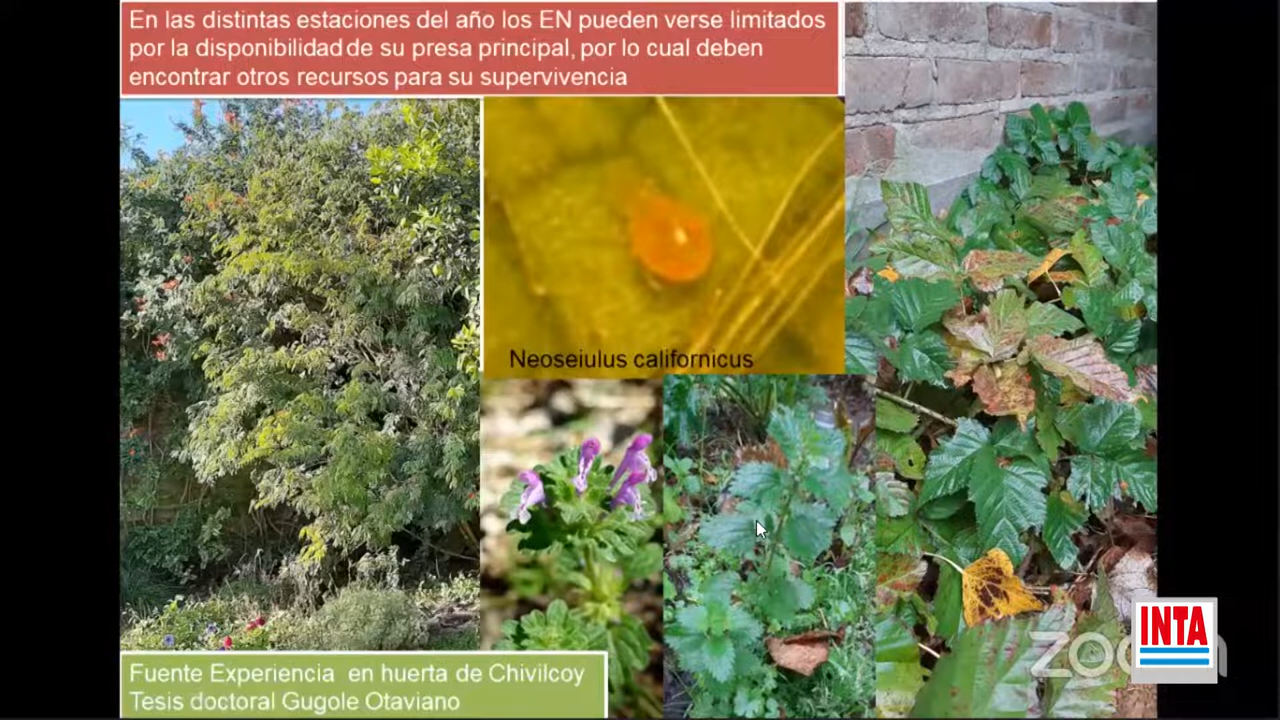 En las distintas estaciones del año los EN pueden verse limitados
por la disponibilidad de su presa principal, por lo cual deben
encontrar otros recursos para su supervivencia
Neoseiulus californicus
Fuente Experiencia en huerta de Chivilcoy
Tesis doctoral Gugole Otaviano
zoom
INTA